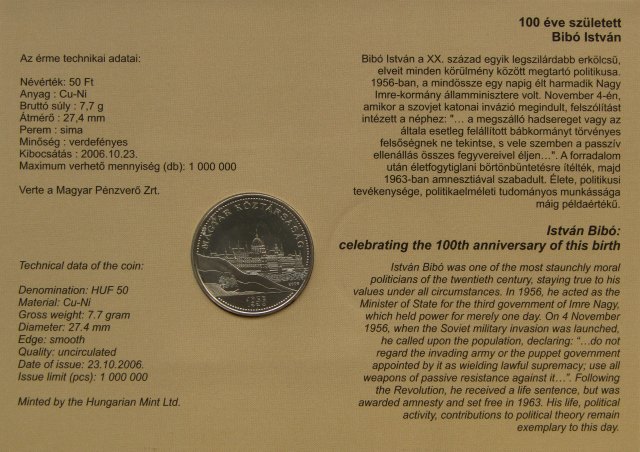 Az érme technikai adatai:
Névérték: 50 Ft
Anyag : Cu-Ni
Bruttó súly : 7,7 g
Átmérő : 27,4 mm
Perem : sima
Minőség : verdefényes
Kibocsátás : 2006.10.23.
Maximum verhető mennyiség (db): 1 000 000
Verte a Magyar Pénzverő Zrt.
MAGYAR KÖZTÁRSASÁG
Technical data of the coin:
Denomination: HUF 50
Material: Cu-Ni
Gross weight: 7.7 gram
Diameter: 27.4 mm
Edge: smooth
Quality: uncirculated
Date of issue: 23.10.2006.
Issue limit (pcs): 1 000 000
Minted by the Hungarian Mint Ltd.
100 éve született
Bibó István
Bibó István a XX. század egyik legszilárdabb erkölcsű,
elveit minden körülmény között megtartó politikusa.
1956-ban, a mindössze egy napig élt harmadik Nagy
Imre-kormány államminisztere volt. November 4-én,
amikor a szovjet katonai invázió megindult, felszólítást
intézett a néphez: "... a megszálló hadsereget vagy az
általa esetleg felállított bábkormányt törvényes
felsőségnek ne tekintse, s vele szemben a passzív
ellenállás összes fegyvereivel éljen...". A forradalom
után életfogytiglani börtönbüntetésre ítélték, majd
1963-ban amnesztiával szabadult. Élete, politikusi
tevékenysége, politikaelméleti tudományos munkássága
máig példaértékű.
István Bibó:
celebrating the 100th anniversary of this birth
István Bibó was one of the most staunchly moral
politicians of the twentieth century, staying true to his
values under all circumstances. In 1956, he acted as the
Minister of State for the third government of Imre Nagy,
which held power for merely one day. On 4 November
1956, when the Soviet military invasion was launched,
he called upon the population, declaring: "...do not
regard the invading army or the puppet government
appointed by it as wielding lawful supremacy; use all
weapons of passive resistance against it...". Following
the Revolution, he received a life sentence, but was
awarded amnesty and set free in 1963. His life, political
activity, contributions to political theory remain
exemplary to this day.